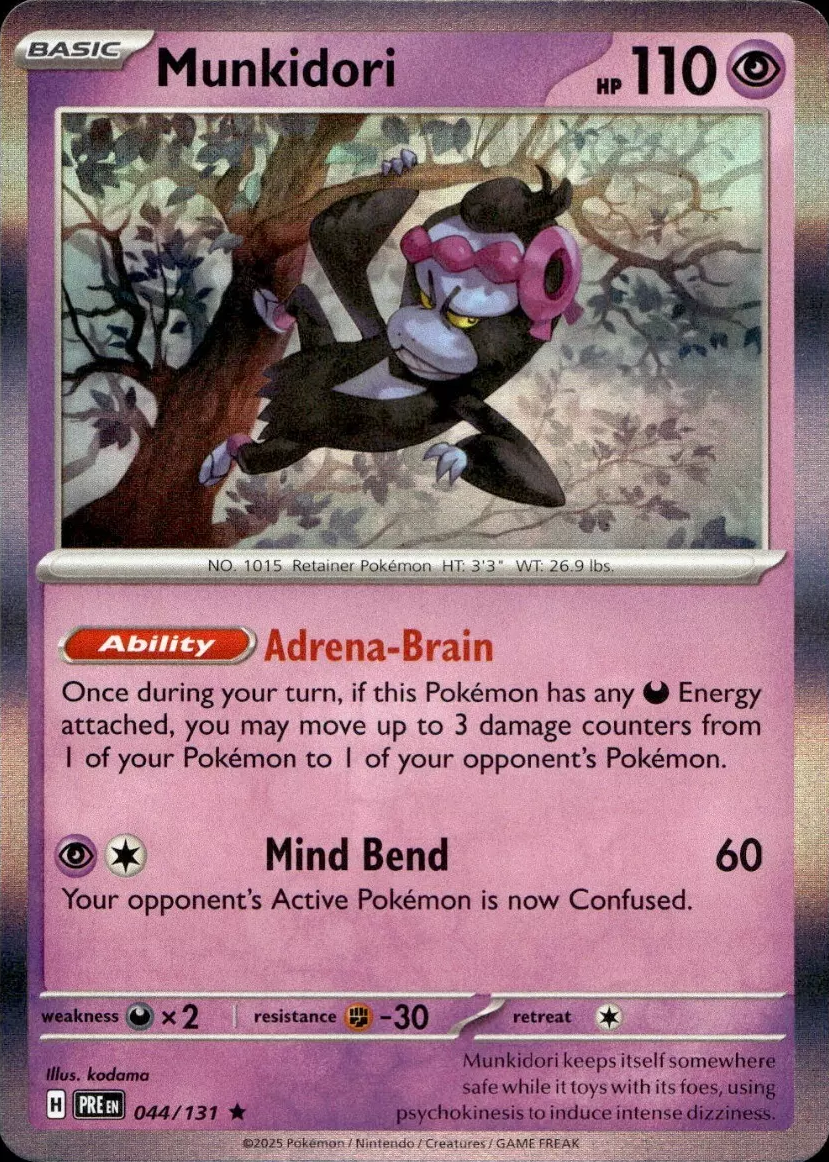 BASIC Munkidori HP 110
NO. 1015 Retainer Pokémon HT: 3'3" WT: 26.9 lbs.
Ability Adrena-Brain
Once during your turn, if this Pokémon has any Energy
attached, you may move up to 3 damage counters from
1 of your Pokémon to 1 of your opponent's Pokémon.
Mind Bend 60
Your opponent's Active Pokémon is now Confused.
weakness ×2 resistance -30 retreat
Illus. kodama
Munkidori keeps itself somewhere
safe while it toys with its foes, using
psychokinesis to induce intense dizziness.
H PRE EN 044/131 ★
©2025 Pokémon / Nintendo / Creatures / GAME FREAK